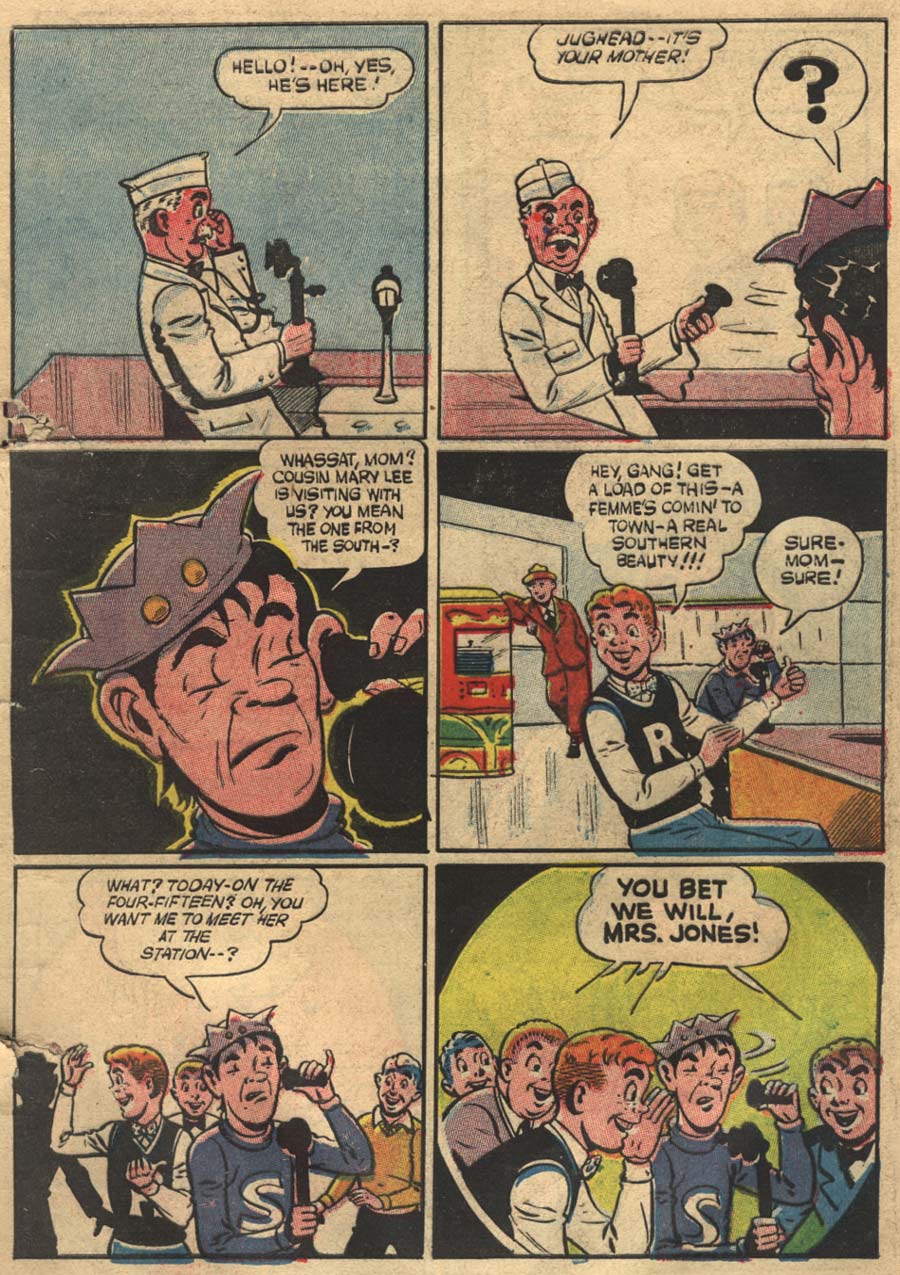 HELLO!--OH, YES,
HE'S HERE!
JUGHEAD--IT'S
YOUR MOTHER!
?
WHASSAT, MOM?
COUSIN MARY LEE
IS VISITING WITH
US? YOU MEAN
THE ONE FROM
THE SOUTH-?
HEY, GANG! GET
A LOAD OF THIS-A
FEMME'S COMIN' TO
TOWN-A REAL
SOUTHERN
BEAUTY!!!
SURE-
MOM-
SURE!
R
WHAT? TODAY-ON THE
FOUR-FIFTEEN? OH, YOU
WANT ME TO MEET HER
AT THE
STATION--?
R
S
YOU BET
WE WILL,
MRS. JONES!
S